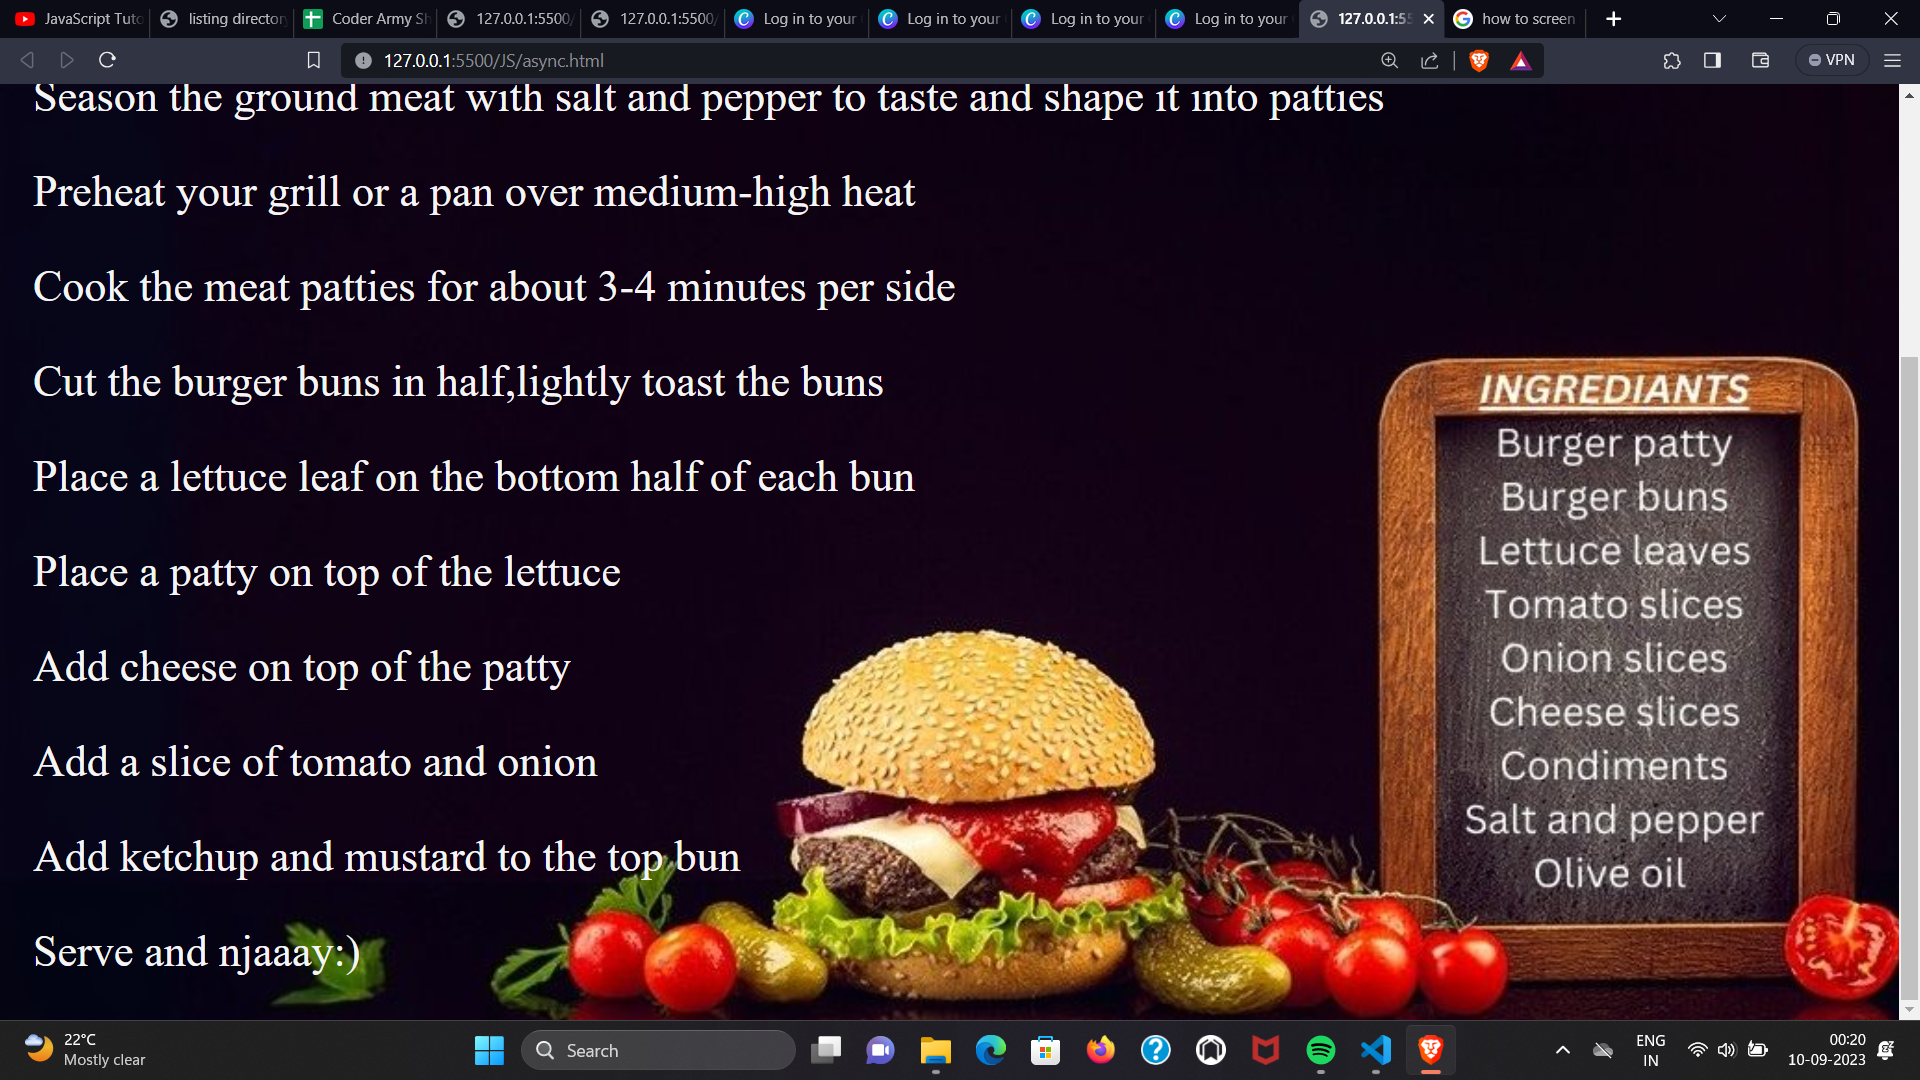 JavaScript Tuto
listing directory
Coder Army Sh
127.0.0.1:5500/
127.0.0.1:5500/
Log in to your
Log in to your
Log in to your
Log in to your
127.0.0.1:55
how to screen
127.0.0.1:5500/JS/async.html
VPN
Season the ground meat with salt and pepper to taste and shape it into patties
Preheat your grill or a pan over medium-high heat
Cook the meat patties for about 3-4 minutes per side
Cut the burger buns in half,lightly toast the buns
Place a lettuce leaf on the bottom half of each bun
Place a patty on top of the lettuce
Add cheese on top of the patty
Add a slice of tomato and onion
Add ketchup and mustard to the top bun
Serve and njaaay:)
INGREDIANTS
Burger patty
Burger buns
Lettuce leaves
Tomato slices
Onion slices
Cheese slices
Condiments
Salt and pepper
Olive oil
22°C
Mostly clear
Search
ENG
IN
00:20
10-09-2023